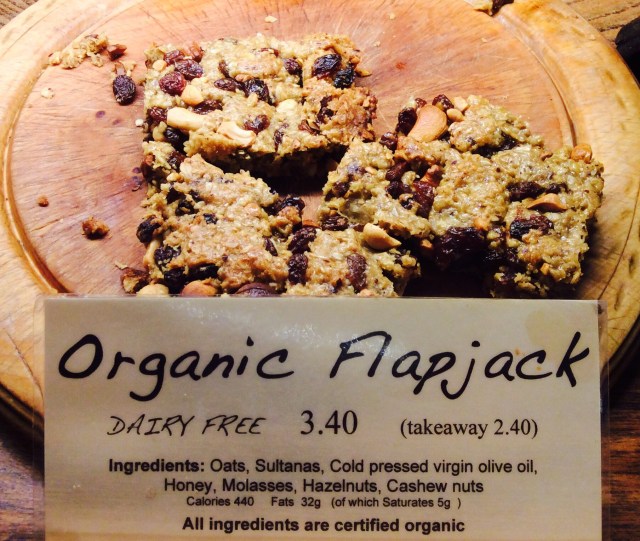 Organic Flapjack
DAIRY FREE 3.40 (takeaway 2.40)
Ingredients: Oats, Sultanas, Cold pressed virgin olive oil,
Honey, Molasses, Hazelnuts, Cashew nuts
Calories 440 Fats 32g (of which Saturates 5g )
All ingredients are certified organic